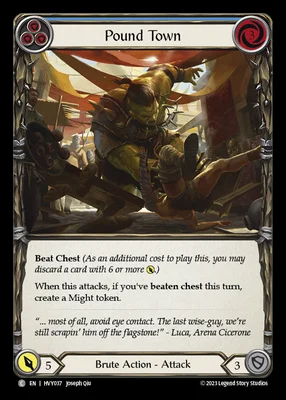 Pound Town
3
Beat Chest (As an additional cost to play this, you may
discard a card with 6 or more .)
When this attacks, if you've beaten chest this turn,
create a Might token.
"... most of all, avoid eye contact. The last wise-guy, we're
still scrapin' him off the flagstone!" - Luca, Arena Cicerone
5
Brute Action - Attack
3
C EN | HVY037 Joseph Qiu
©2023 Legend Story Studios